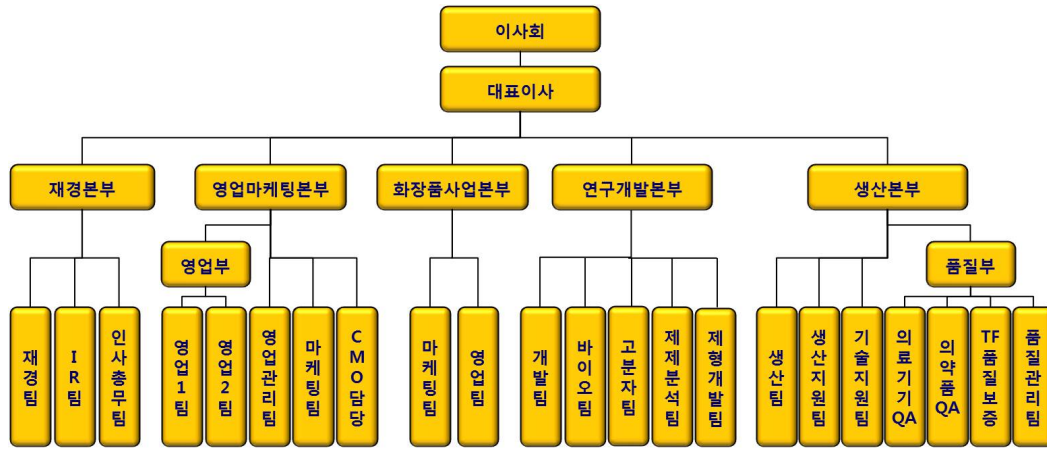 이사회
대표이사
재경본부
영업마케팅본부
화장품사업본부
연구개발본부
생산본부
영업부
품질부
재경팀
IR팀
인사총무팀
영업1팀
영업2팀
영업관리팀
마케팅팀
CMO담당
마케팅팀
영업팀
개발팀
바이오팀
고분자팀
제제분석팀
제형개발팀
생산팀
생산지원팀
기술지원팀
의료기기QA
의약품QA
TF품질보증
품질관리팀